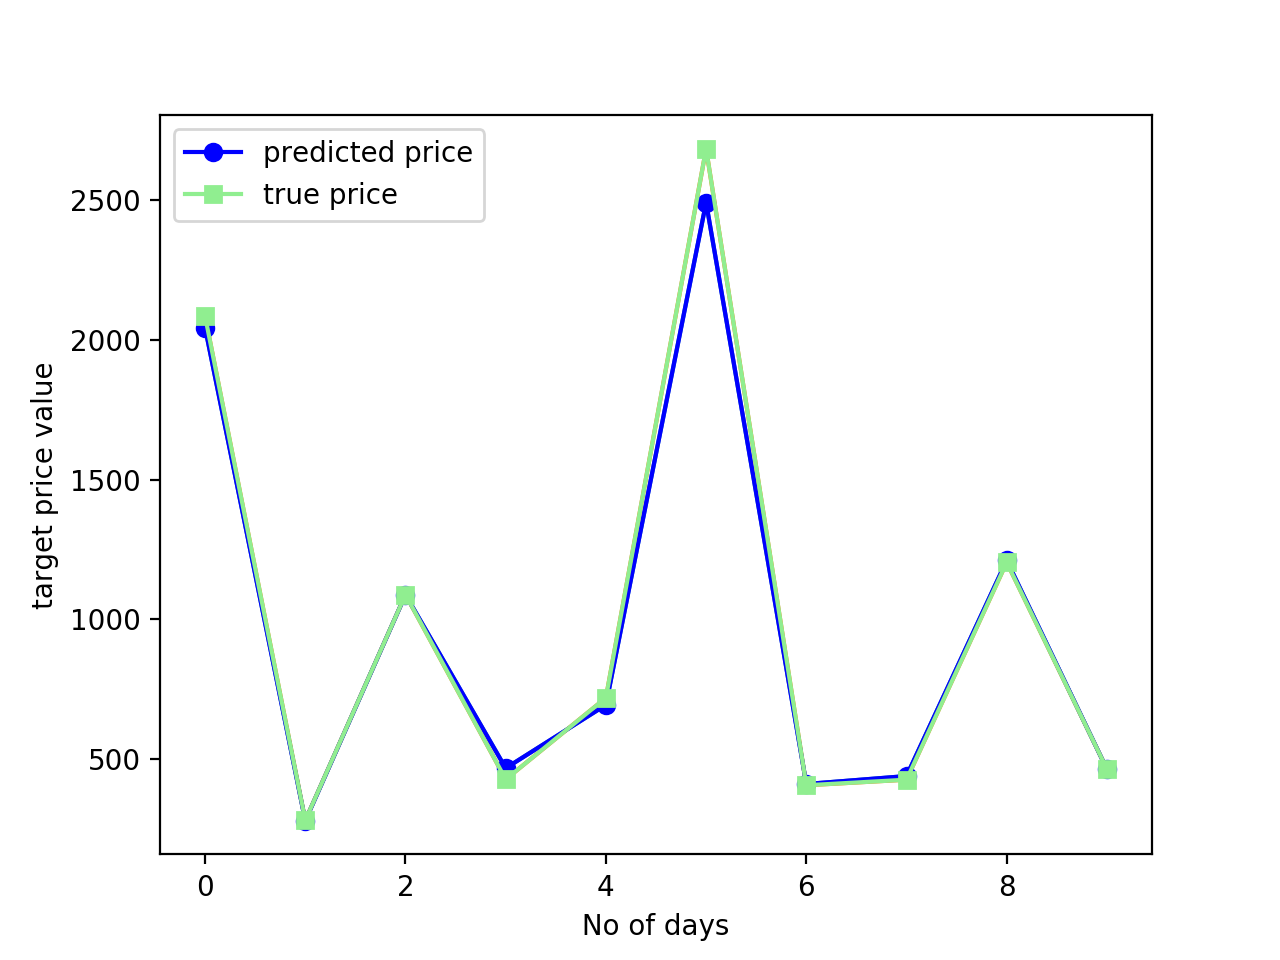 predicted price
true price
2500
2000
1500
1000
500
target price value
0 2 4 6 8
No of days